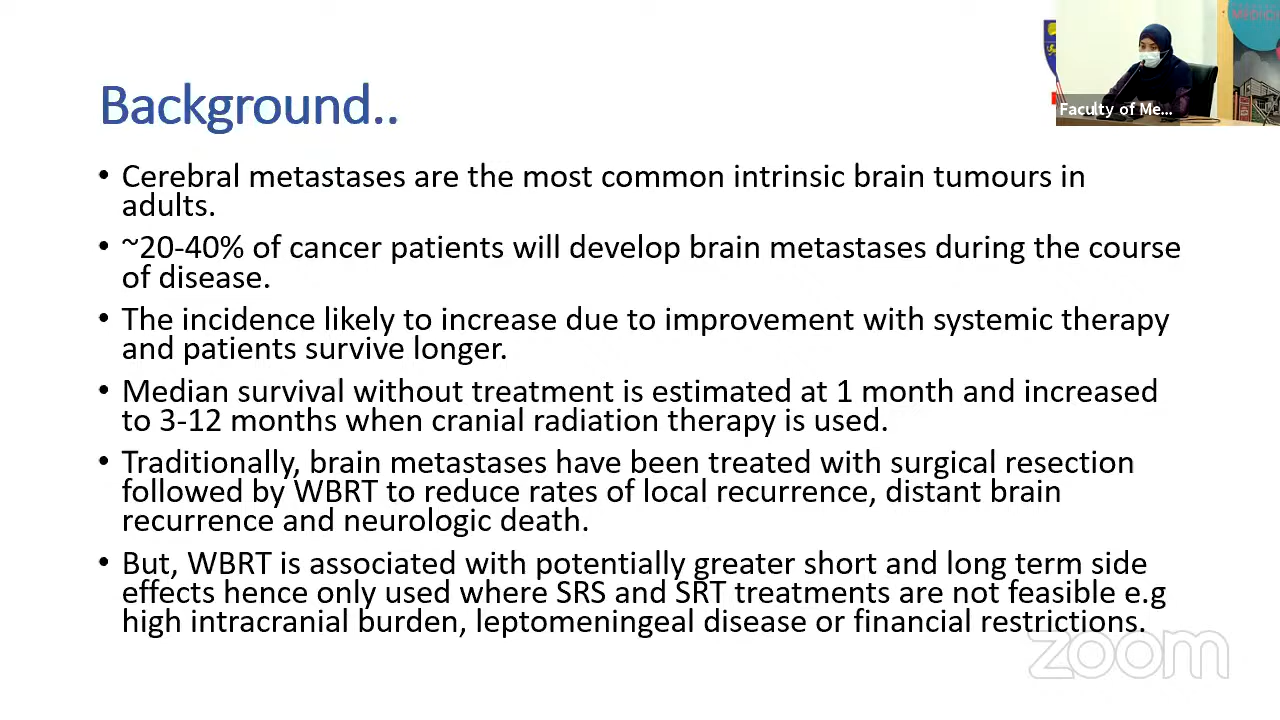 Background..
• Cerebral metastases are the most common intrinsic brain tumours in
adults.
• ~20-40% of cancer patients will develop brain metastases during the course
of disease.
• The incidence likely to increase due to improvement with systemic therapy
and patients survive longer.
• Median survival without treatment is estimated at 1 month and increased
to 3-12 months when cranial radiation therapy is used.
• Traditionally, brain metastases have been treated with surgical resection
followed by WBRT to reduce rates of local recurrence, distant brain
recurrence and neurologic death.
• But, WBRT is associated with potentially greater short and long term side
effects hence only used where SRS and SRT treatments are not feasible e.g
high intracranial burden, leptomeningeal disease or financial restrictions.
Faculty of Me...
zoom